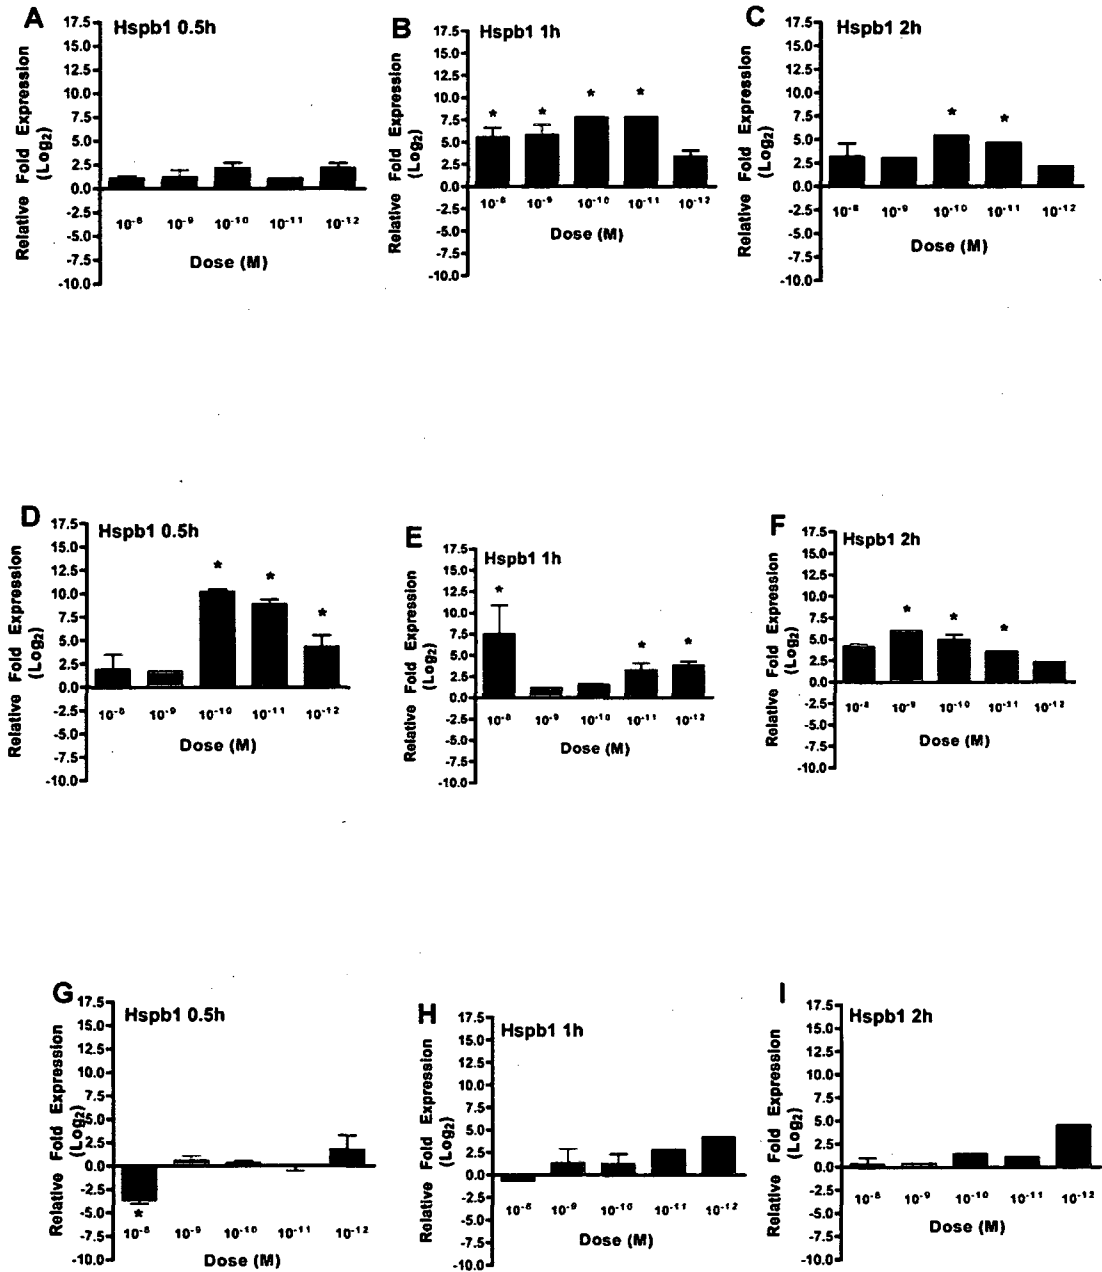 A
Hspb1 0.5h
Relative Fold Expression
(Log₂)
17.5
15.0
12.5
10.0
7.5
5.0
2.5
0.0
-2.5
-5.0
-7.5
-10.0
*10⁻⁸ 10⁻⁹ 10⁻¹⁰ 10⁻¹¹ 10⁻¹²
Dose (M)
B
Hspb1 1h
Relative Fold Expression
(Log₂)
17.5
15.0
12.5
10.0
7.5
5.0
2.5
0.0
-2.5
-5.0
-7.5
-10.0
* * * *
10⁻⁸ 10⁻⁹ 10⁻¹⁰ 10⁻¹¹ 10⁻¹²
Dose (M)
C
Hspb1 2h
Relative Fold Expression
(Log₂)
17.5
15.0
12.5
10.0
7.5
5.0
2.5
0.0
-2.5
-5.0
-7.5
-10.0
* *
10⁻⁸ 10⁻⁹ 10⁻¹⁰ 10⁻¹¹ 10⁻¹²
Dose (M)
D
Hspb1 0.5h
Relative Fold Expression
(Log₂)
17.5
15.0
12.5
10.0
7.5
5.0
2.5
0.0
-2.5
-5.0
-7.5
-10.0
* * *
10⁻⁸ 10⁻⁹ 10⁻¹⁰ 10⁻¹¹ 10⁻¹²
Dose (M)
E
Hspb1 1h
Relative Fold Expression
(Log₂)
17.5
15.0
12.5
10.0
7.5
5.0
2.5
0.0
-2.5
-5.0
-7.5
-10.0
* * *
10⁻⁸ 10⁻⁹ 10⁻¹⁰ 10⁻¹¹ 10⁻¹²
Dose (M)
F
Hspb1 2h
Relative Fold Expression
(Log₂)
17.5
15.0
12.5
10.0
7.5
5.0
2.5
0.0
-2.5
-5.0
-7.5
-10.0
* * *
10⁻⁸ 10⁻⁹ 10⁻¹⁰ 10⁻¹¹ 10⁻¹²
Dose (M)
G
Hspb1 0.5h
Relative Fold Expression
(Log₂)
17.5
15.0
12.5
10.0
7.5
5.0
2.5
0.0
-2.5
-5.0
-7.5
-10.0
*
10⁻⁸ 10⁻⁹ 10⁻¹⁰ 10⁻¹¹ 10⁻¹²
Dose (M)
H
Hspb1 1h
Relative Fold Expression
(Log₂)
17.5
15.0
12.5
10.0
7.5
5.0
2.5
0.0
-2.5
-5.0
-7.5
-10.0
10⁻⁸ 10⁻⁹ 10⁻¹⁰ 10⁻¹¹ 10⁻¹²
Dose (M)
I
Hspb1 2h
Relative Fold Expression
(Log₂)
17.5
15.0
12.5
10.0
7.5
5.0
2.5
0.0
-2.5
-5.0
-7.5
-10.0
10⁻⁸ 10⁻⁹ 10⁻¹⁰ 10⁻¹¹ 10⁻¹²
Dose (M)